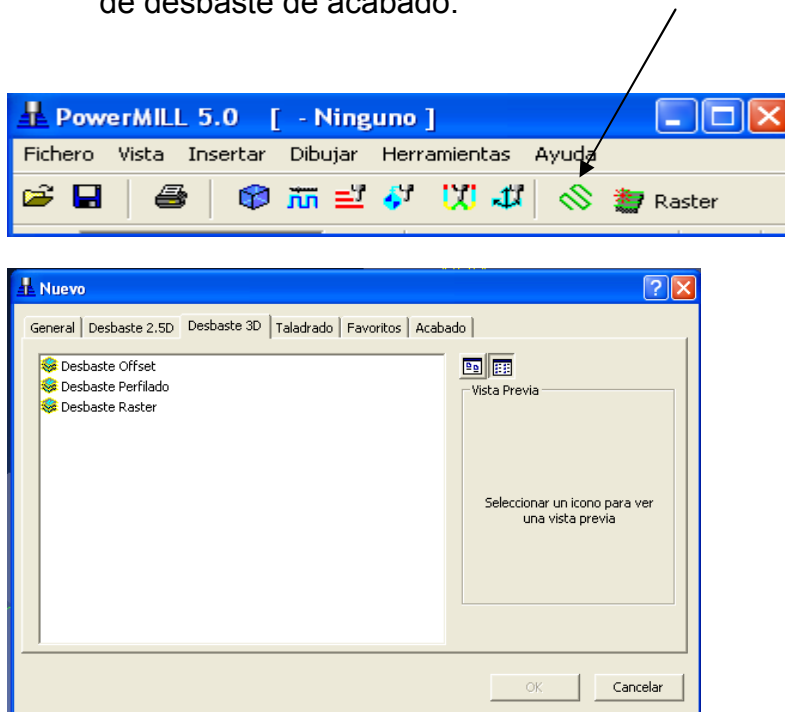 de desbaste de acabado.
PowerMILL 5.0 [ - Ninguno ]
Fichero Vista Insertar Dibujar Herramientas Ayuda
Raster
Nuevo
General Desbaste 2.5D Desbaste 3D Taladrado Favoritos Acabado
Desbaste Offset
Desbaste Perfilado
Desbaste Raster
Vista Previa
Seleccionar un icono para ver
una vista previa
OK Cancelar